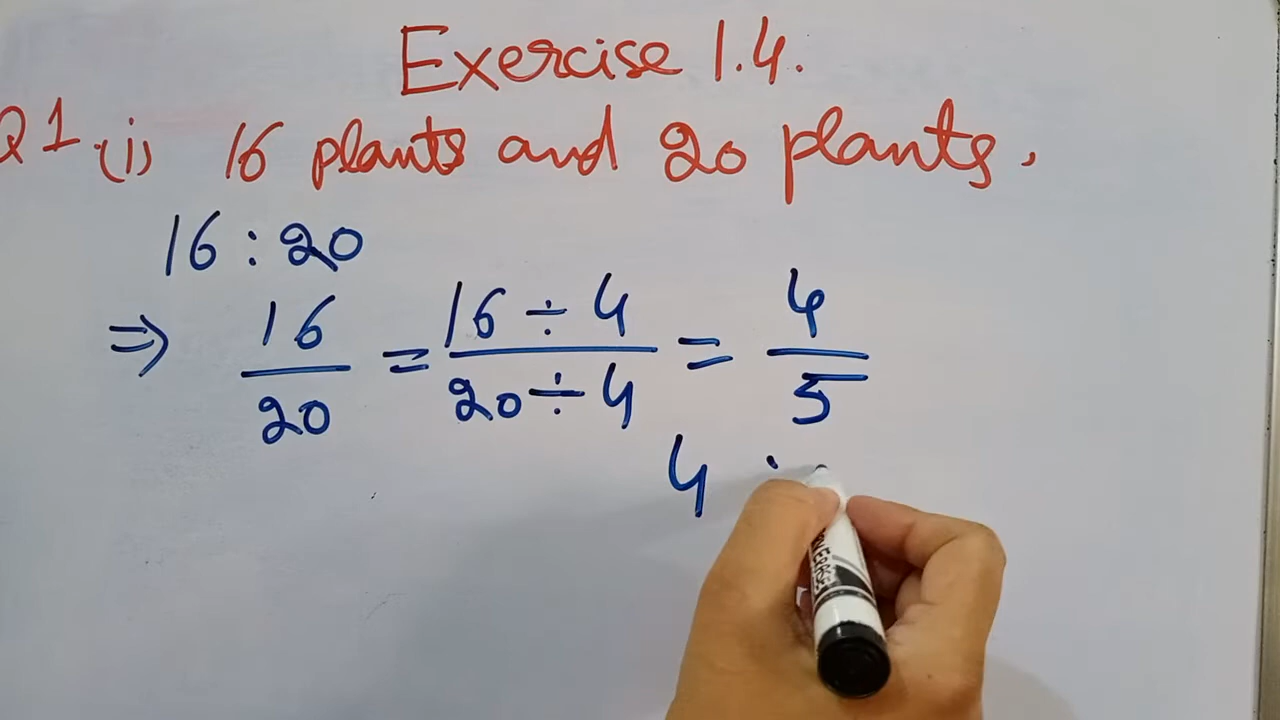 Exercise 1.4.
Q1.(i) 16 plants and 20 plants.
16 : 20
⇒ 16/20 = 16 ÷ 4/20 ÷ 4 = 4/5
4 :